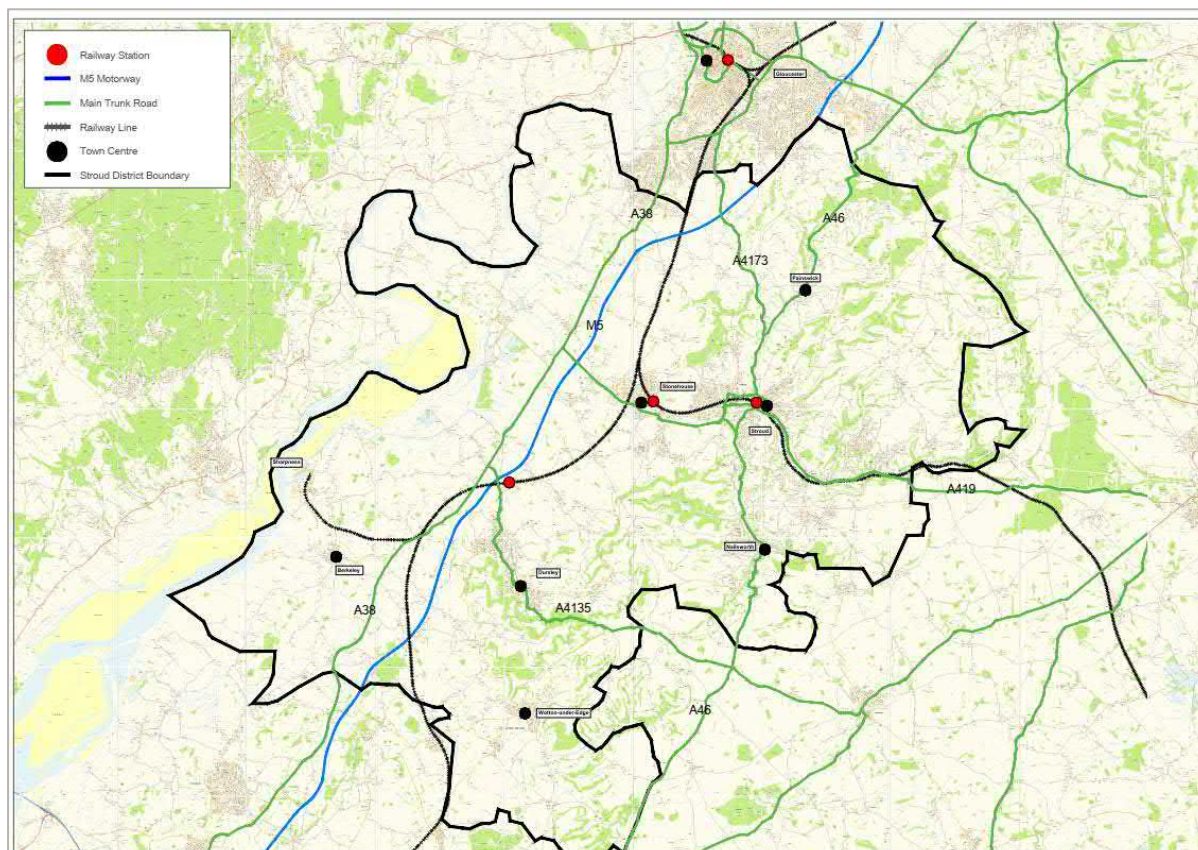 Railway Station
M5 Motorway
Main Trunk Road
Railway Line
Town Centre
Stroud District Boundary
Gloucester
A38
A46
A4173
Painswick
M5
Stonehouse
Stroud
Sharpness
A419
Nailsworth
Berkeley
Dursley
A38
A4135
A46
Wotton-under-Edge